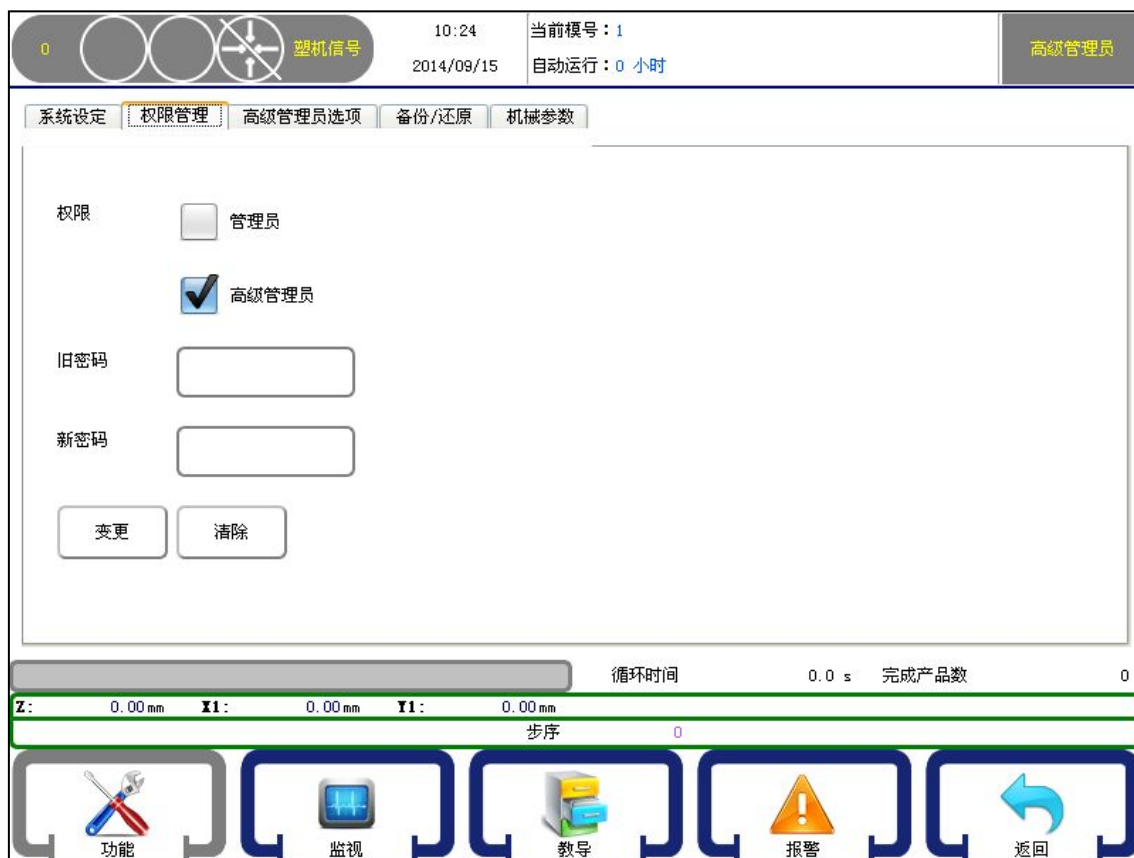 0 塑机信号 10:24 当前模号：1 高级管理员
2014/09/15 自动运行：0 小时
系统设定 权限管理 高级管理员选项 备份/还原 机械参数
权限 管理员
高级管理员
旧密码
新密码
变更 清除
循环时间 0.0 s 完成产品数 0
Z: 0.00 mm X1: 0.00 mm Y1: 0.00 mm
步序 0
功能 监视 教导 报警 返回